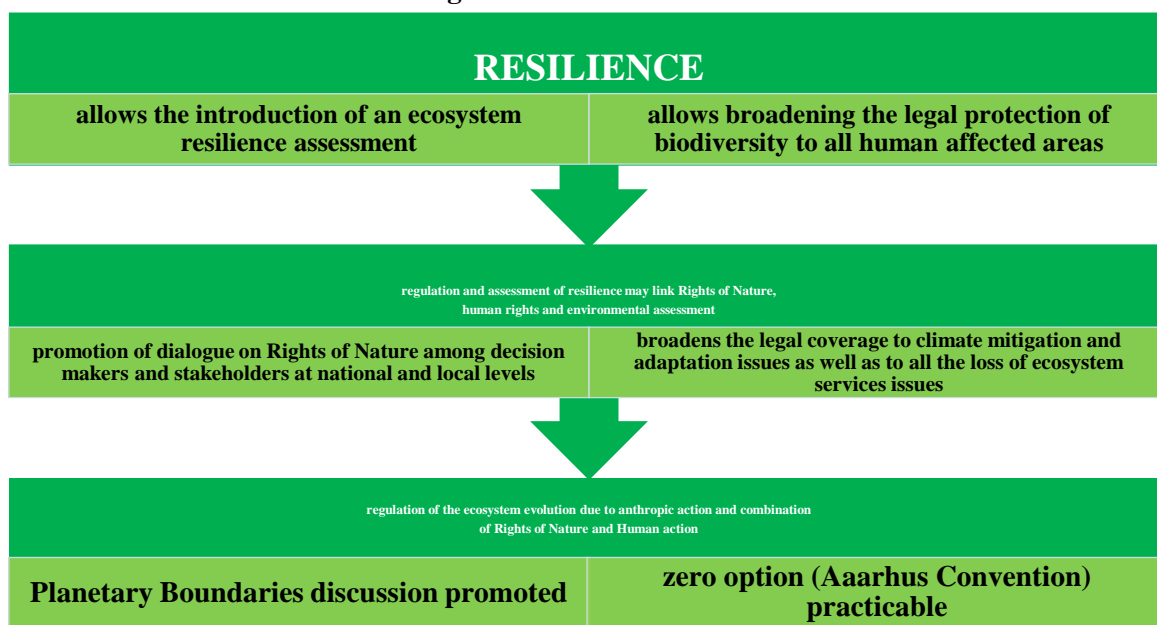 RESILIENCE
allows the introduction of an ecosystem
resilience assessment
allows broadening the legal protection of
biodiversity to all human affected areas
regulation and assessment of resilience may link Rights of Nature,
human rights and environmental assessment
promotion of dialogue on Rights of Nature among decision
makers and stakeholders at national and local levels
broadens the legal coverage to climate mitigation and
adaptation issues as well as to all the loss of ecosystem
services issues
regulation of the ecosystem evolution due to anthropic action and combination
of Rights of Nature and Human action
Planetary Boundaries discussion promoted
zero option (Aaarhus Convention)
practicable